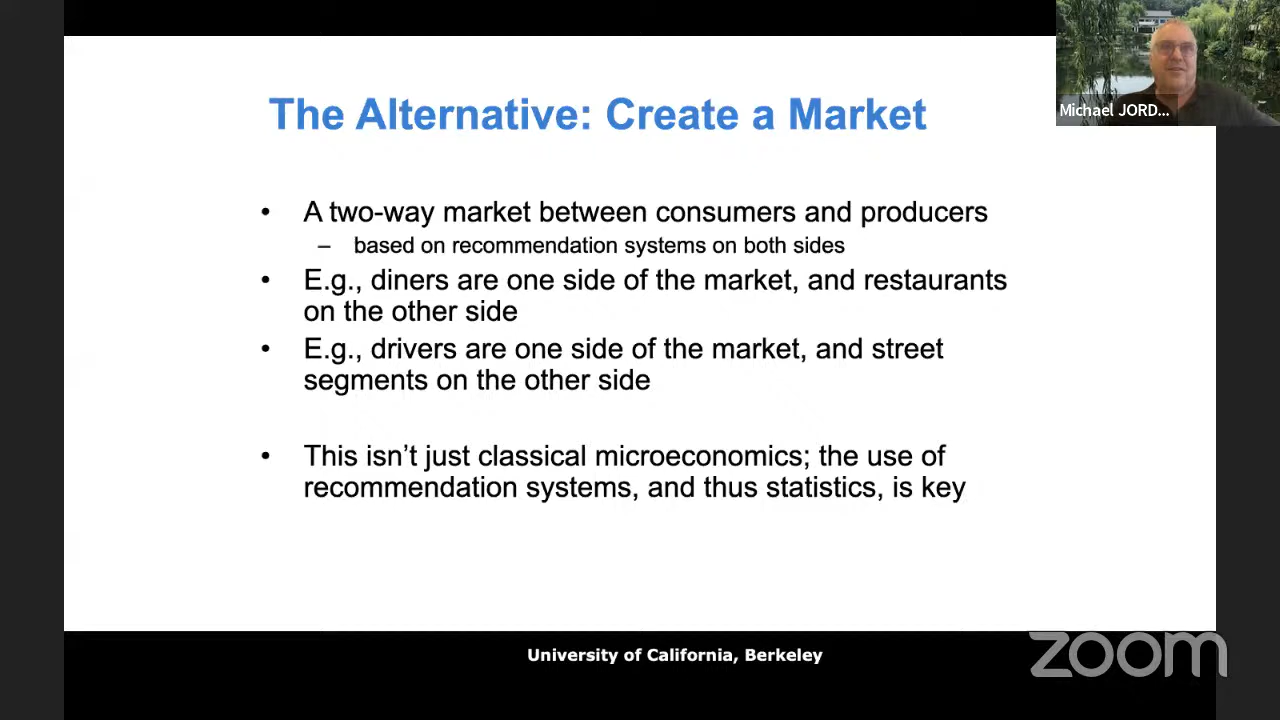 Michael JORD...
The Alternative: Create a Market
• A two-way market between consumers and producers
– based on recommendation systems on both sides
• E.g., diners are one side of the market, and restaurants
on the other side
• E.g., drivers are one side of the market, and street
segments on the other side
• This isn’t just classical microeconomics; the use of
recommendation systems, and thus statistics, is key
University of California, Berkeley
zoom